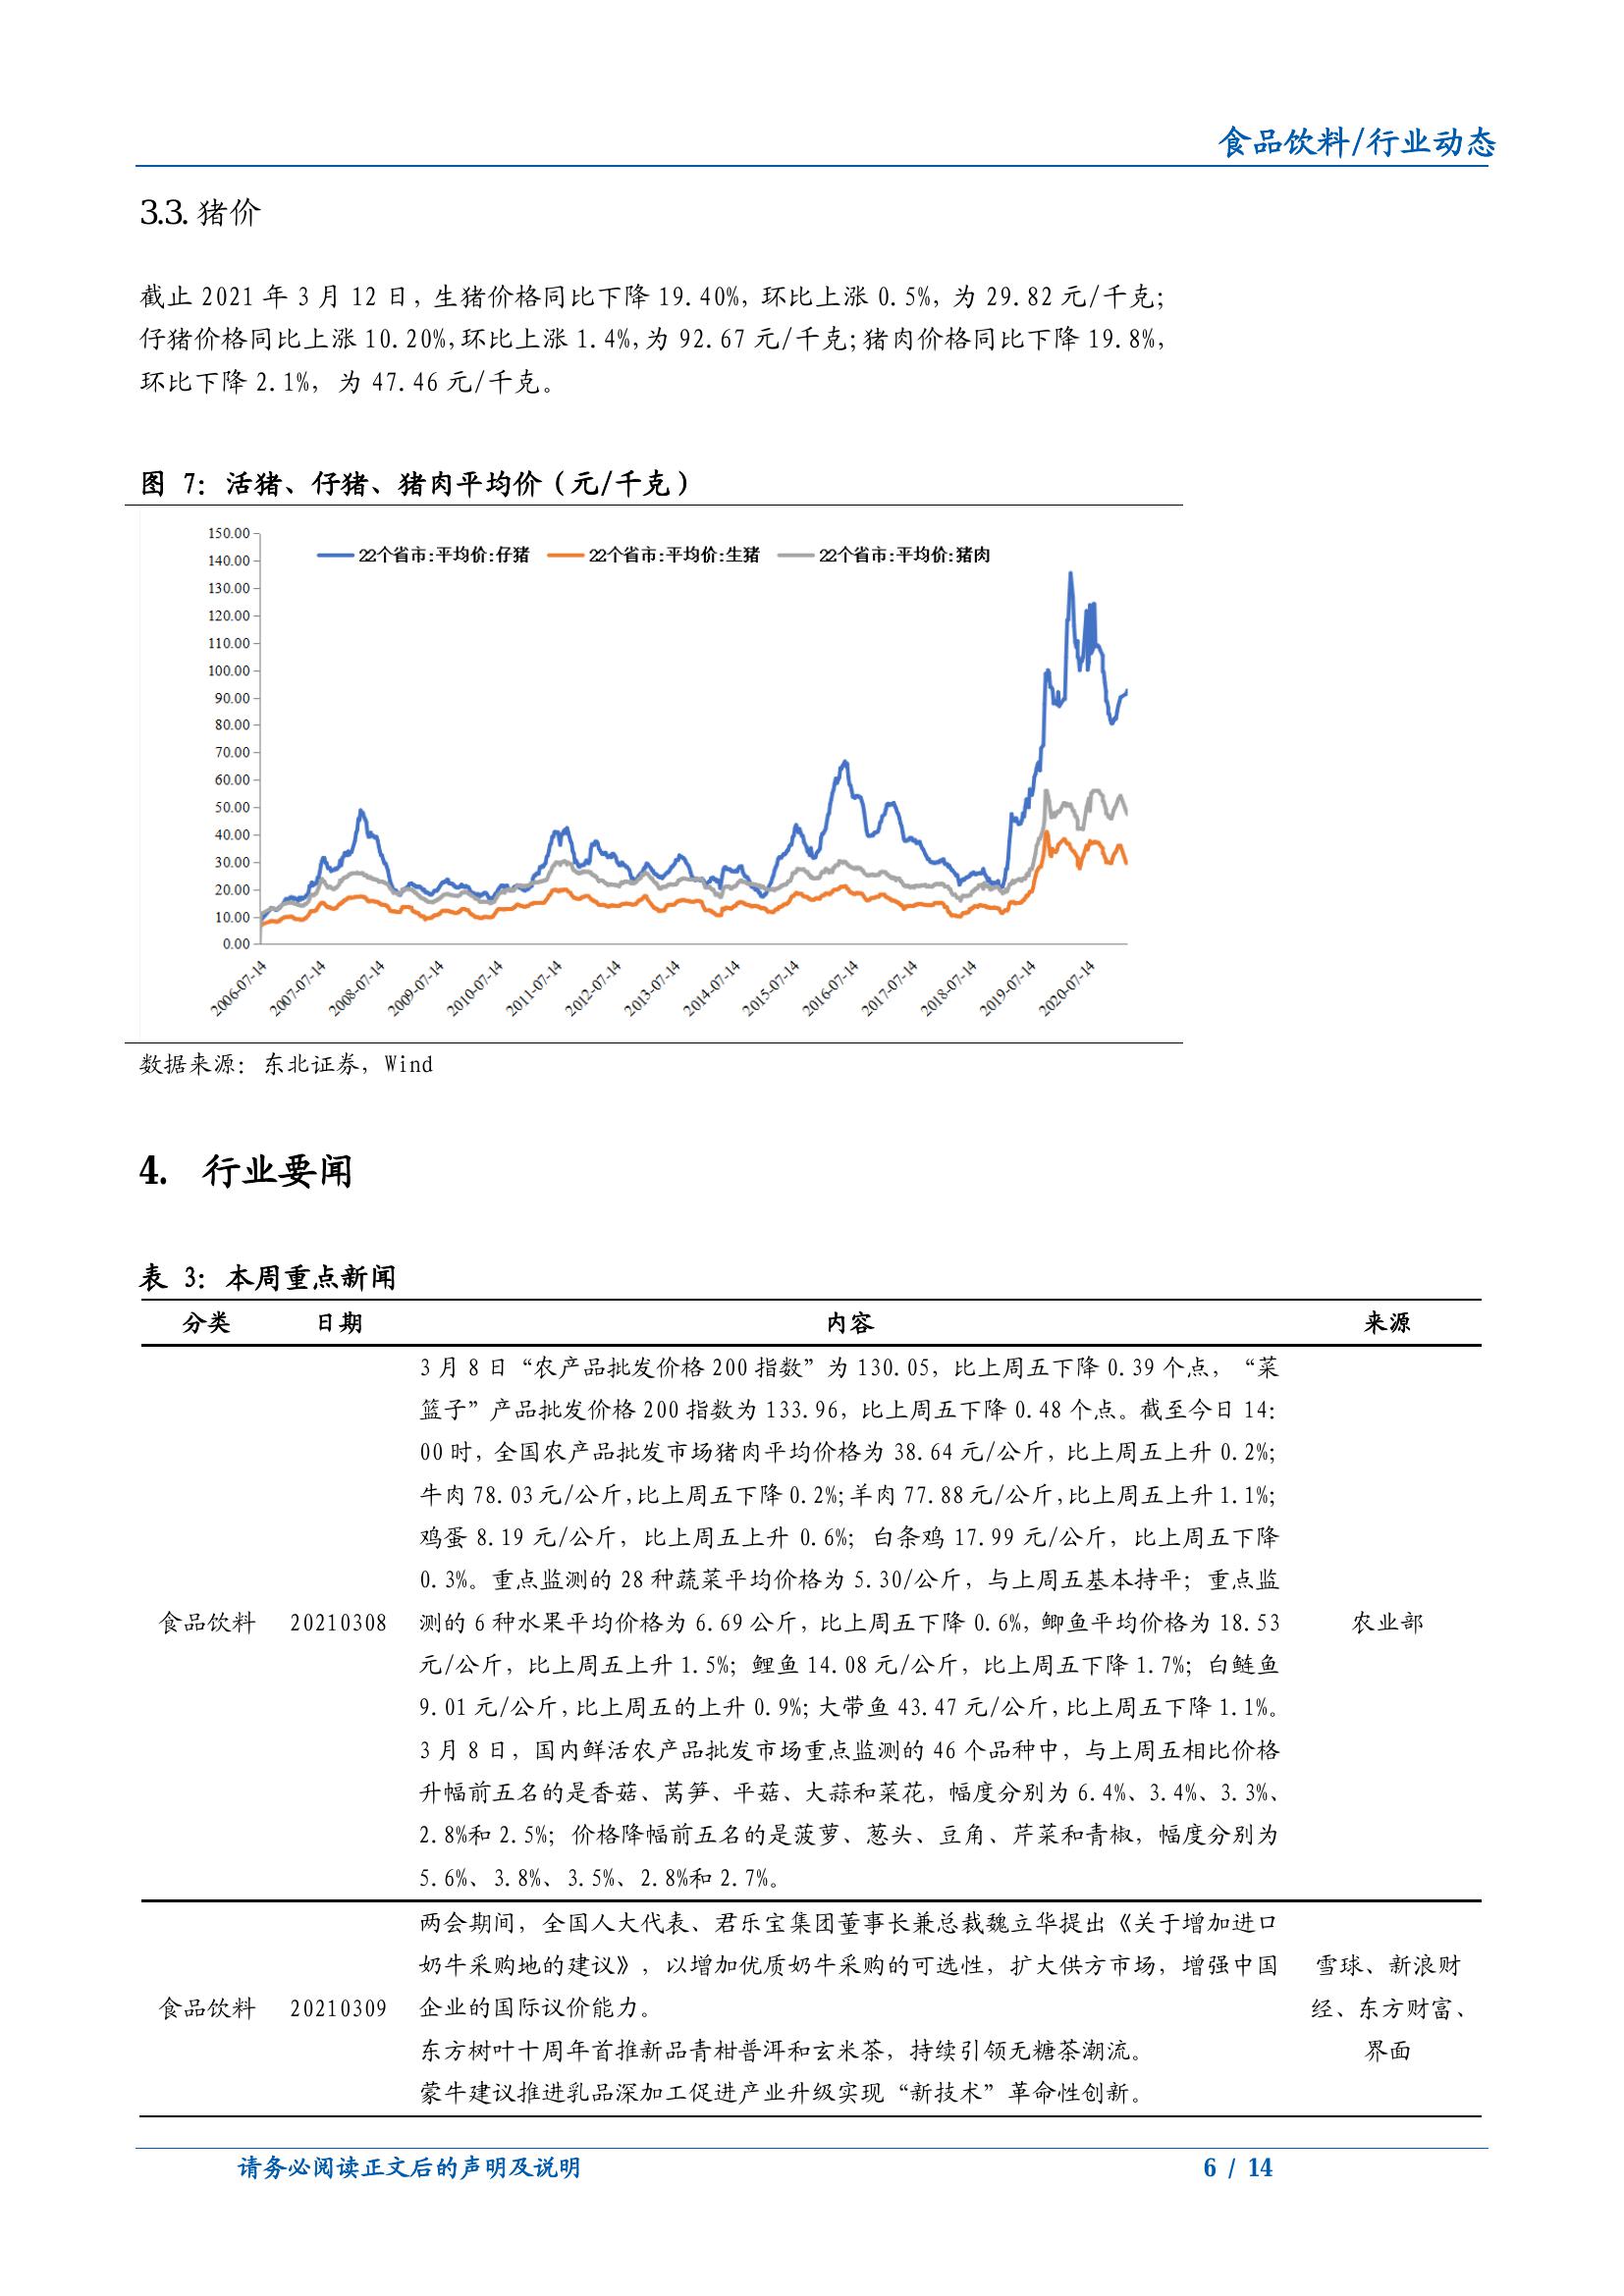 食品饮料/行业动态
3.3. 猪价
截止 2021 年 3 月 12 日，生猪价格同比下降 19.40%，环比上涨 0.5%，为 29.82 元/千克；
仔猪价格同比上涨 10.20%，环比上涨 1.4%，为 92.67 元/千克；猪肉价格同比下降 19.8%，
环比下降 2.1%，为 47.46 元/千克。
图 7：活猪、仔猪、猪肉平均价（元/千克）
22个省市:平均价:仔猪 22个省市:平均价:生猪 22个省市:平均价:猪肉
150.00
140.00
130.00
120.00
110.00
100.00
90.00
80.00
70.00
60.00
50.00
40.00
30.00
20.00
10.00
0.00
2006-07-14 2007-07-14 2008-07-14 2009-07-14 2010-07-14 2011-07-14 2012-07-14 2013-07-14 2014-07-14 2015-07-14 2016-07-14 2017-07-14 2018-07-14 2019-07-14 2020-07-14
数据来源：东北证券，Wind
4. 行业要闻
表 3：本周重点新闻
分类 日期 内容 来源
3 月 8 日“农产品批发价格 200 指数”为 130.05，比上周五下降 0.39 个点，“菜
篮子”产品批发价格 200 指数为 133.96，比上周五下降 0.48 个点。截至今日 14:
00 时，全国农产品批发市场猪肉平均价格为 38.64 元/公斤，比上周五上升 0.2%；
牛肉 78.03 元/公斤，比上周五下降 0.2%；羊肉 77.88 元/公斤，比上周五上升 1.1%；
鸡蛋 8.19 元/公斤，比上周五上升 0.6%；白条鸡 17.99 元/公斤，比上周五下降
0.3%。重点监测的 28 种蔬菜平均价格为 5.30/公斤，与上周五基本持平；重点监
食品饮料 20210308 测的 6 种水果平均价格为 6.69 公斤，比上周五下降 0.6%，鲫鱼平均价格为 18.53 农业部
元/公斤，比上周五上升 1.5%；鲤鱼 14.08 元/公斤，比上周五下降 1.7%；白鲢鱼
9.01 元/公斤，比上周五的上升 0.9%；大带鱼 43.47 元/公斤，比上周五下降 1.1%。
3 月 8 日，国内鲜活农产品批发市场重点监测的 46 个品种中，与上周五相比价格
升幅前五名的是香菇、莴笋、平菇、大蒜和菜花，幅度分别为 6.4%、3.4%、3.3%、
2.8%和 2.5%；价格降幅前五名的是菠萝、葱头、豆角、芹菜和青椒，幅度分别为
5.6%、3.8%、3.5%、2.8%和 2.7%。
两会期间，全国人大代表、君乐宝集团董事长兼总裁魏立华提出《关于增加进口
奶牛采购地的建议》，以增加优质奶牛采购的可选性，扩大供方市场，增强中国 雪球、新浪财
食品饮料 20210309 企业的国际议价能力。 经、东方财富、
东方树叶十周年首推新品青柑普洱和玄米茶，持续引领无糖茶潮流。 界面
蒙牛建议推进乳品深加工促进产业升级实现“新技术”革命性创新。
请务必阅读正文后的声明及说明 6 / 14